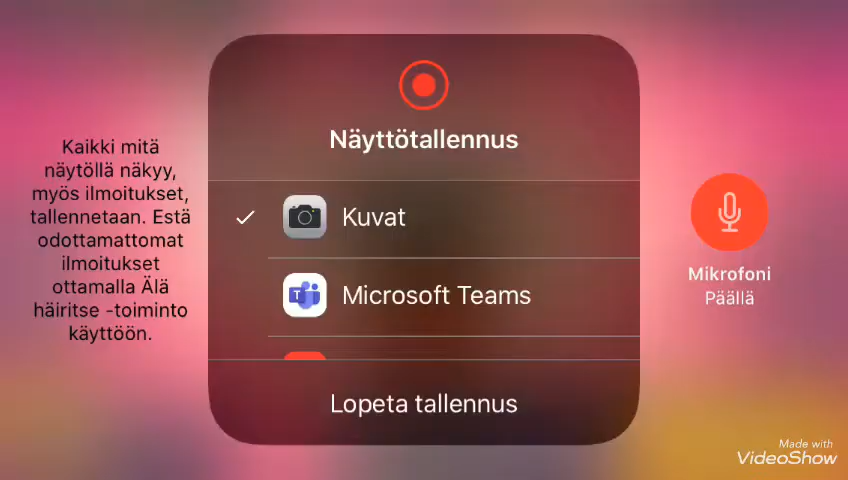 Kaikki mitä
näytöllä näkyy,
myös ilmoitukset,
tallennetaan. Estä
odottamattomat
ilmoitukset
ottamalla Älä
häiritse -toiminto
käyttöön.
Näyttötallennus
Kuvat
Microsoft Teams
Lopeta tallennus
Mikrofoni
Päällä
Made with
VideoShow